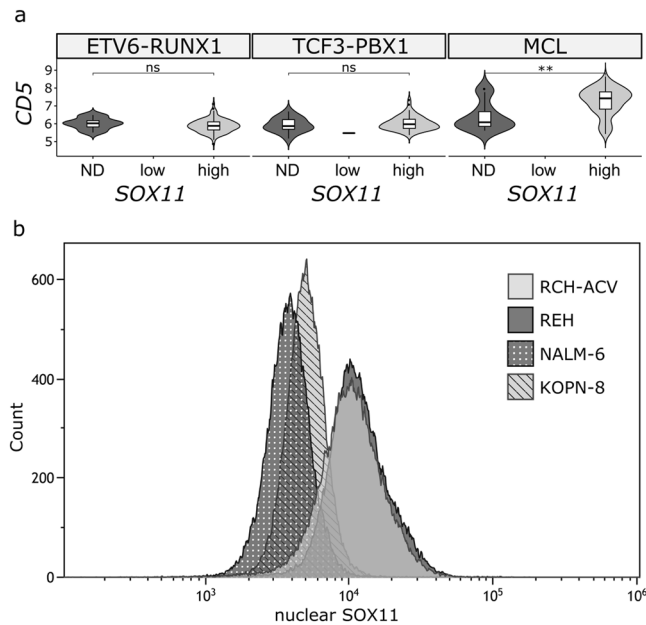 a
ETV6-RUNX1 TCF3-PBX1 MCL
ns ns **
CD5
9
8
7
6
5
ND low high ND low high ND low high
SOX11 SOX11 SOX11
b
600
400
200
0
Count
RCH-ACV
REH
NALM-6
KOPN-8
10³ 10⁴ 10⁵ 10⁶
nuclear SOX11